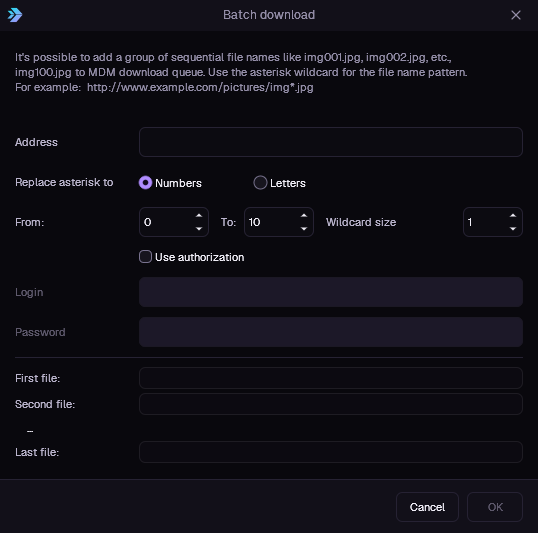 Batch download
It's possible to add a group of sequential file names like img001.jpg, img002.jpg, etc.,
img100.jpg to MDM download queue. Use the asterisk wildcard for the file name pattern.
For example: http://www.example.com/pictures/img*.jpg
Address
Replace asterisk to Numbers Letters
From: 0 To: 10 Wildcard size 1
Use authorization
Login
Password
First file:
Second file:
...
Last file:
Cancel OK